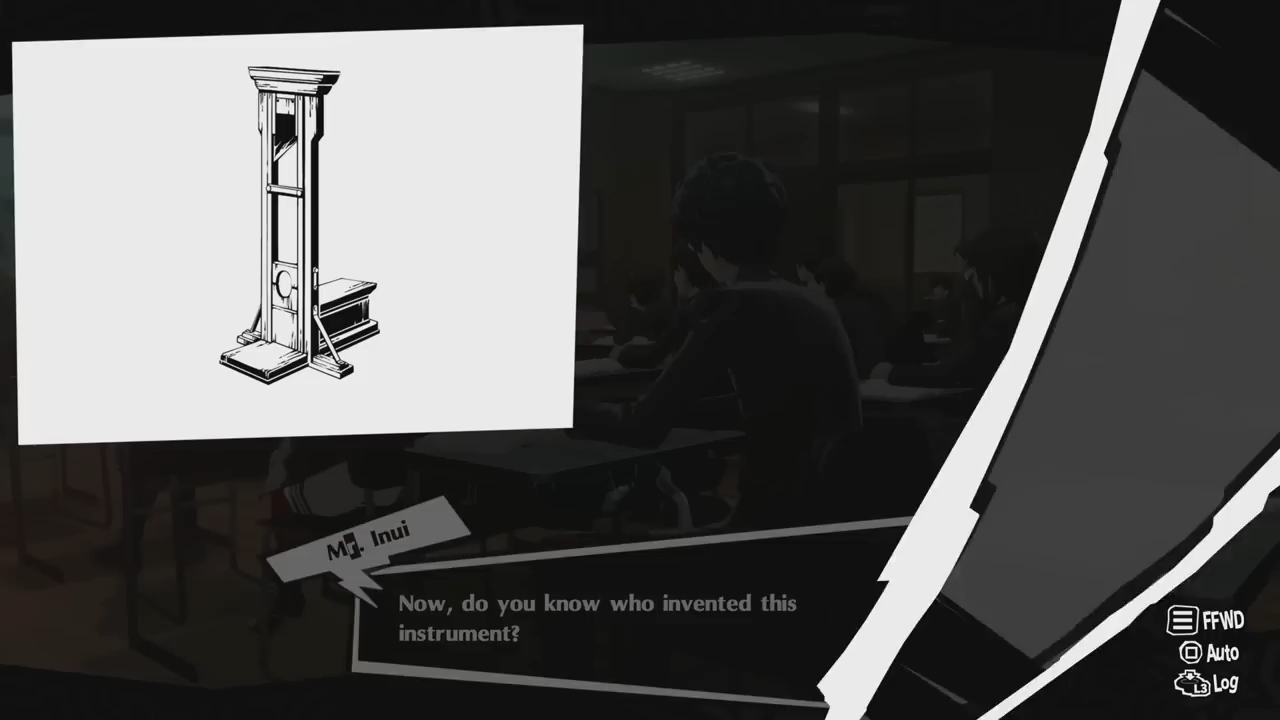 Mr. Inui
Now, do you know who invented this
instrument?
FFWD
Auto
L3 Log